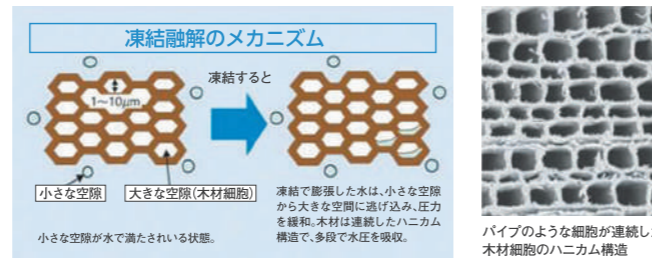 凍結融解のメカニズム
凍結すると
1～10μm
小さな空隙
大きな空隙(木材細胞)
小さな空隙が水で満たされいる状態。
凍結で膨張した水は、小さな空隙
から大きな空間に逃げ込み、圧力
を緩和。木材は連続したハニカム
構造で、多段で水圧を吸収。
パイプのような細胞が連続し
木材細胞のハニカム構造